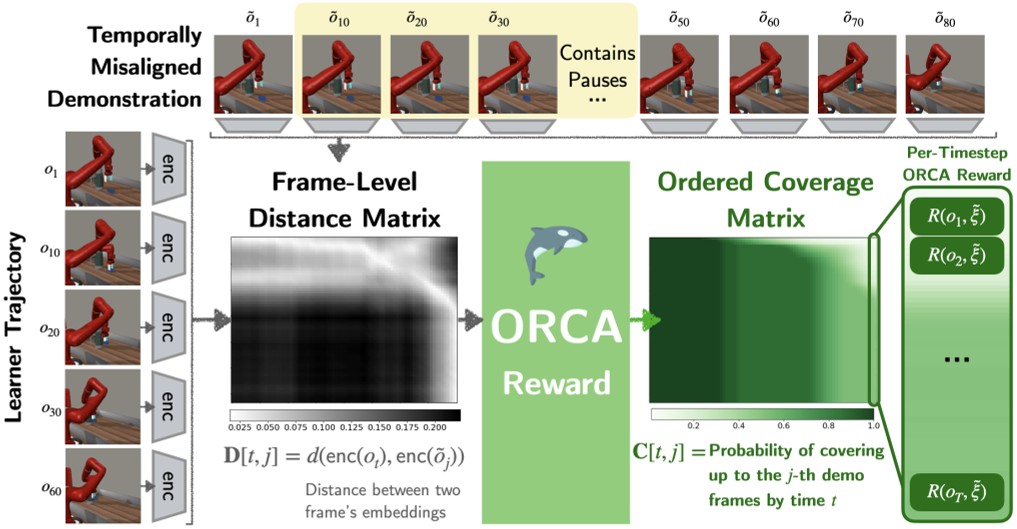 Temporally
Misaligned
Demonstration
õ₁
õ₁₀
õ₂₀
õ₃₀
Contains
Pauses
...
õ₅₀
õ₆₀
õ₇₀
õ₈₀
Learner Trajectory
o₁
enc
o₁₀
enc
o₂₀
enc
o₃₀
enc
o₆₀
enc
Frame-Level
Distance Matrix
0.025 0.050 0.075 0.100 0.125 0.150 0.175 0.200
D[t, j] = d(enc(oₜ), enc(õⱼ))
Distance between two
frame's embeddings
ORCA
Reward
Ordered Coverage
Matrix
0.2 0.4 0.6 0.8 1.0
C[t, j] = Probability of covering
up to the j-th demo
frames by time t
Per-Timestep
ORCA Reward
R(o₁, ξ̃)
R(o₂, ξ̃)
...
R(o_T, ξ̃)